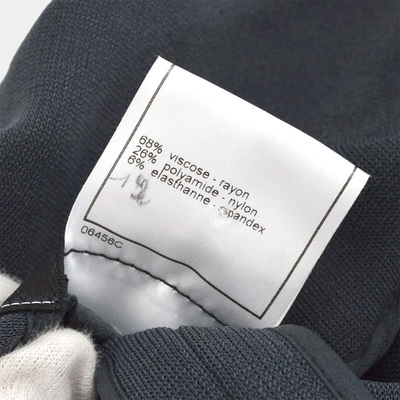 68% viscose - rayon
26% polyamide - nylon
6% elasthanne - spandex
06456C